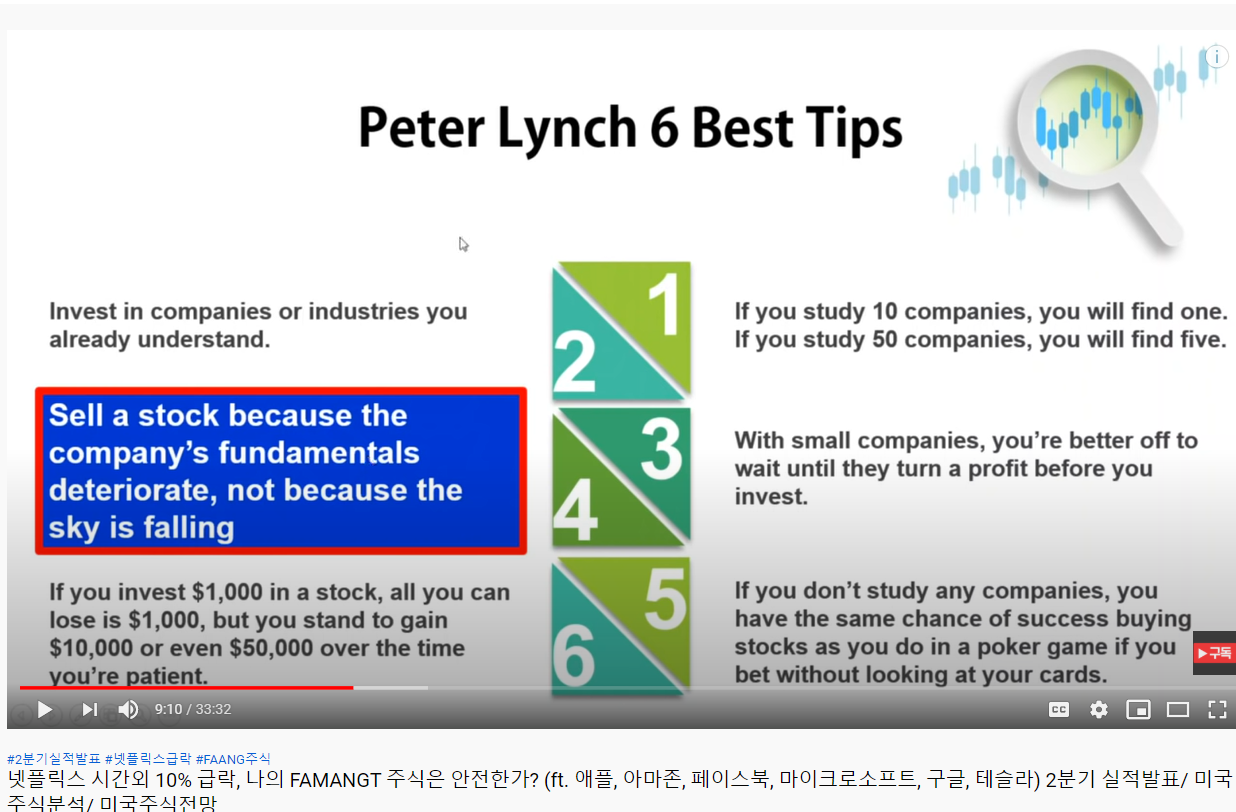 Peter Lynch 6 Best Tips
1
If you study 10 companies, you will find one.
If you study 50 companies, you will find five.
2
Invest in companies or industries you
already understand.
3
With small companies, you’re better off to
wait until they turn a profit before you
invest.
4
Sell a stock because the
company’s fundamentals
deteriorate, not because the
sky is falling
5
If you don’t study any companies, you
have the same chance of success buying
stocks as you do in a poker game if you
bet without looking at your cards.
6
If you invest $1,000 in a stock, all you can
lose is $1,000, but you stand to gain
$10,000 or even $50,000 over the time
you’re patient.
구독
9:10 / 33:32
CC
#2분기실적발표 #넷플릭스급락 #FAANG주식
넷플릭스 시간외 10% 급락, 나의 FAMANGT 주식은 안전한가? (ft. 애플, 아마존, 페이스북, 마이크로소프트, 구글, 테슬라) 2분기 실적발표/ 미국
주식분석/ 미국주식전망